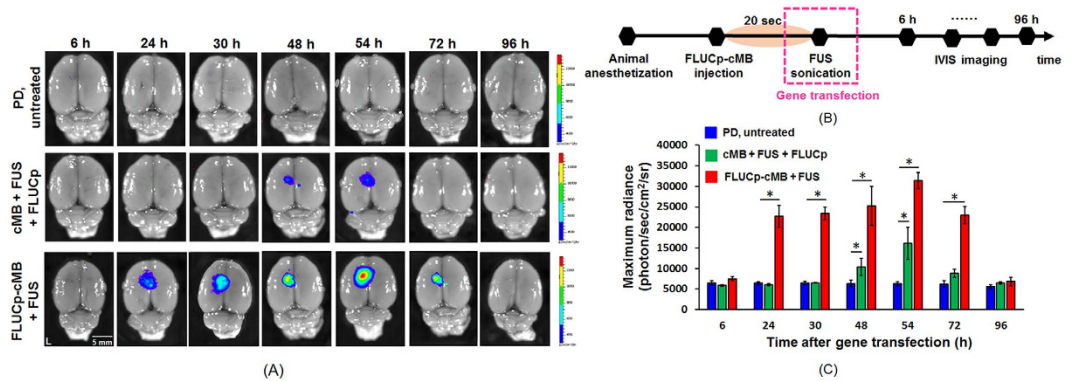 6 h 24 h 30 h 48 h 54 h 72 h 96 h
PD,
untreated
cMB + FUS
+ FLUCp
FLUCp-cMB
+ FUS
L
5 mm
(A)
20 sec 6 h ...... 96 h
Animal
anesthetization
FLUCp-cMB
injection
FUS
sonication
IVIS imaging
time
Gene transfection
(B)
PD, untreated
cMB + FUS + FLUCp
FLUCp-cMB + FUS
Maximum radiance
(photon/sec/cm2/sr)
40000
35000
30000
25000
20000
15000
10000
5000
0
* * * * * * *
6 24 30 48 54 72 96
Time after gene transfection (h)
(C)